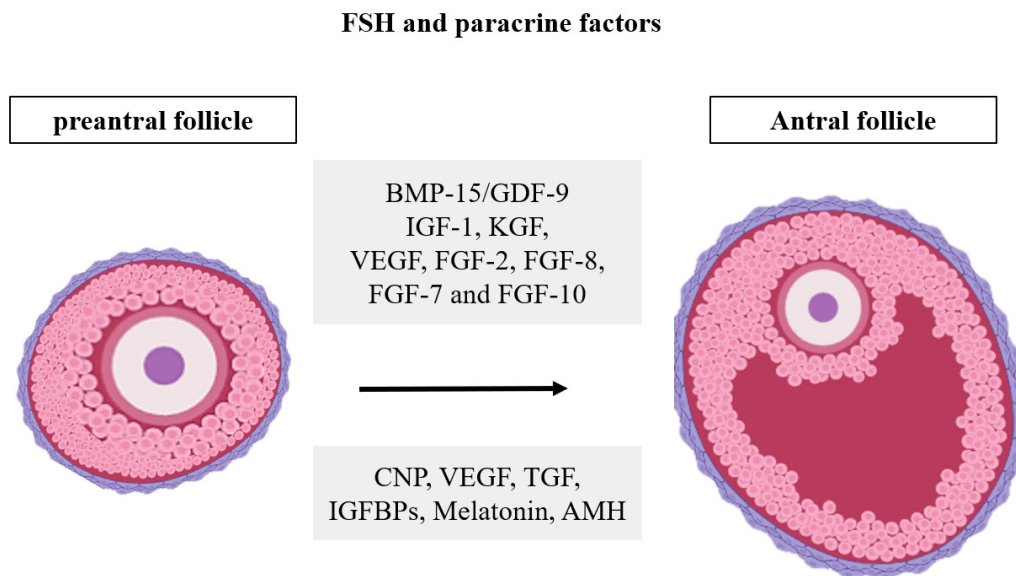 FSH and paracrine factors
preantral follicle
Antral follicle
BMP-15/GDF-9
IGF-1, KGF,
VEGF, FGF-2, FGF-8,
FGF-7 and FGF-10
CNP, VEGF, TGF,
IGFBPs, Melatonin, AMH